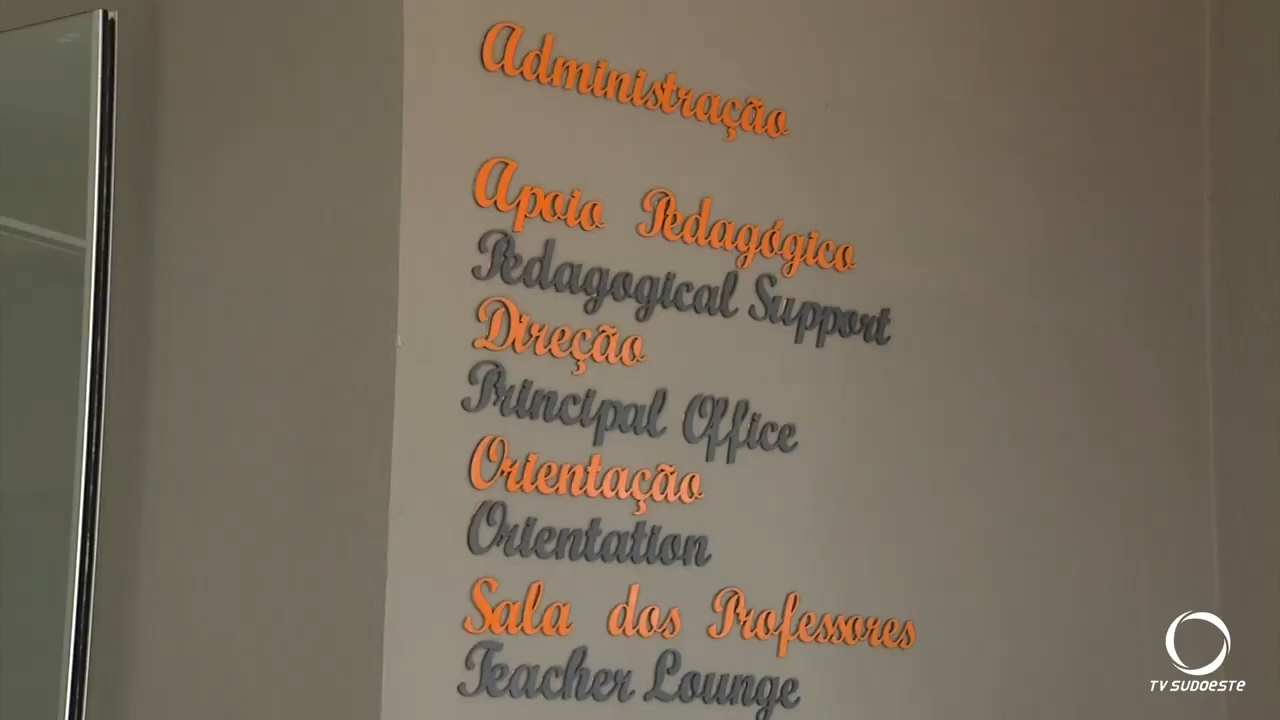 Administração
Apoio Pedagógico
Pedagogical Support
Direção
Principal Office
Orientação
Orientation
Sala dos Professores
Teacher Lounge
TV SUDOESTE